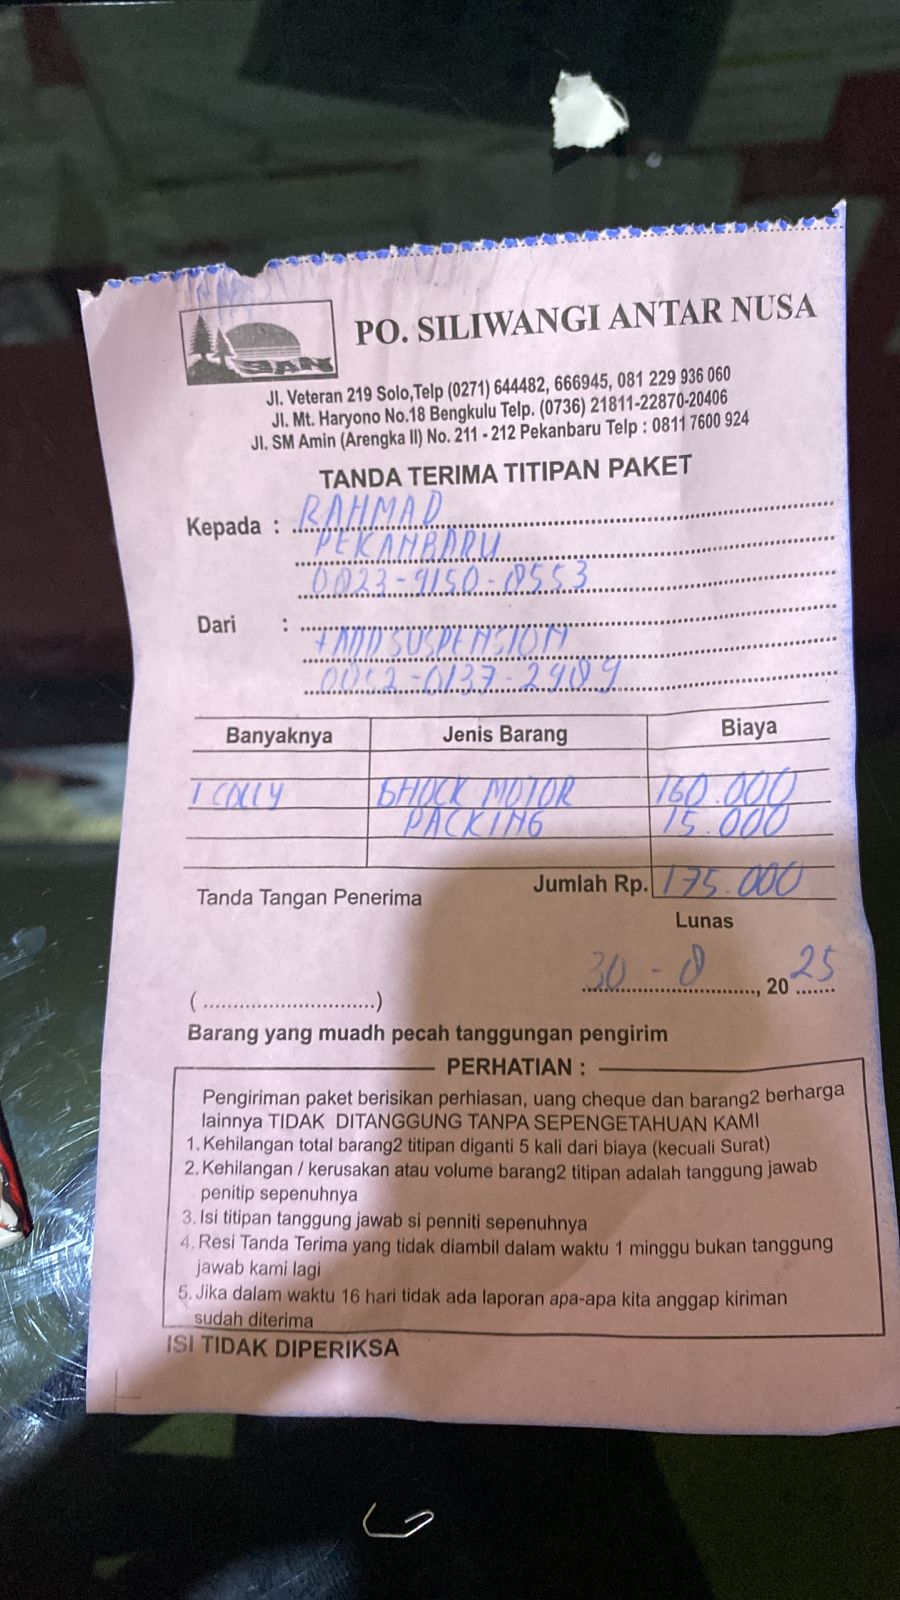 SAN
PO. SILIWANGI ANTAR NUSA
Jl. Veteran 219 Solo,Telp (0271) 644482, 666945, 081 229 936 060
Jl. Mt. Haryono No.18 Bengkulu Telp. (0736) 21811-22870-20406
Jl. SM Amin (Arengka II) No. 211 - 212 Pekanbaru Telp : 0811 7600 924
TANDA TERIMA TITIPAN PAKET
Kepada : RAHMAD
PEKANBARU
0823-9150-8553
Dari :
SUSPENSION
Banyaknya Jenis Barang Biaya
1 COLLY SHOCK MOTOR 160.000
PACKING 15.000
Jumlah Rp. 175.000
Tanda Tangan Penerima
Lunas
30 - 8 , 20 25
(............................)
Barang yang muadh pecah tanggungan pengirim
PERHATIAN :
Pengiriman paket berisikan perhiasan, uang cheque dan barang2 berharga
lainnya TIDAK DITANGGUNG TANPA SEPENGETAHUAN KAMI
1. Kehilangan total barang2 titipan diganti 5 kali dari biaya (kecuali Surat)
2. Kehilangan / kerusakan atau volume barang2 titipan adalah tanggung jawab
penitip sepenuhnya
3. Isi titipan tanggung jawab si penniti sepenuhnya
4. Resi Tanda Terima yang tidak diambil dalam waktu 1 minggu bukan tanggung
jawab kami lagi
5. Jika dalam waktu 16 hari tidak ada laporan apa-apa kita anggap kiriman
sudah diterima
ISI TIDAK DIPERIKSA